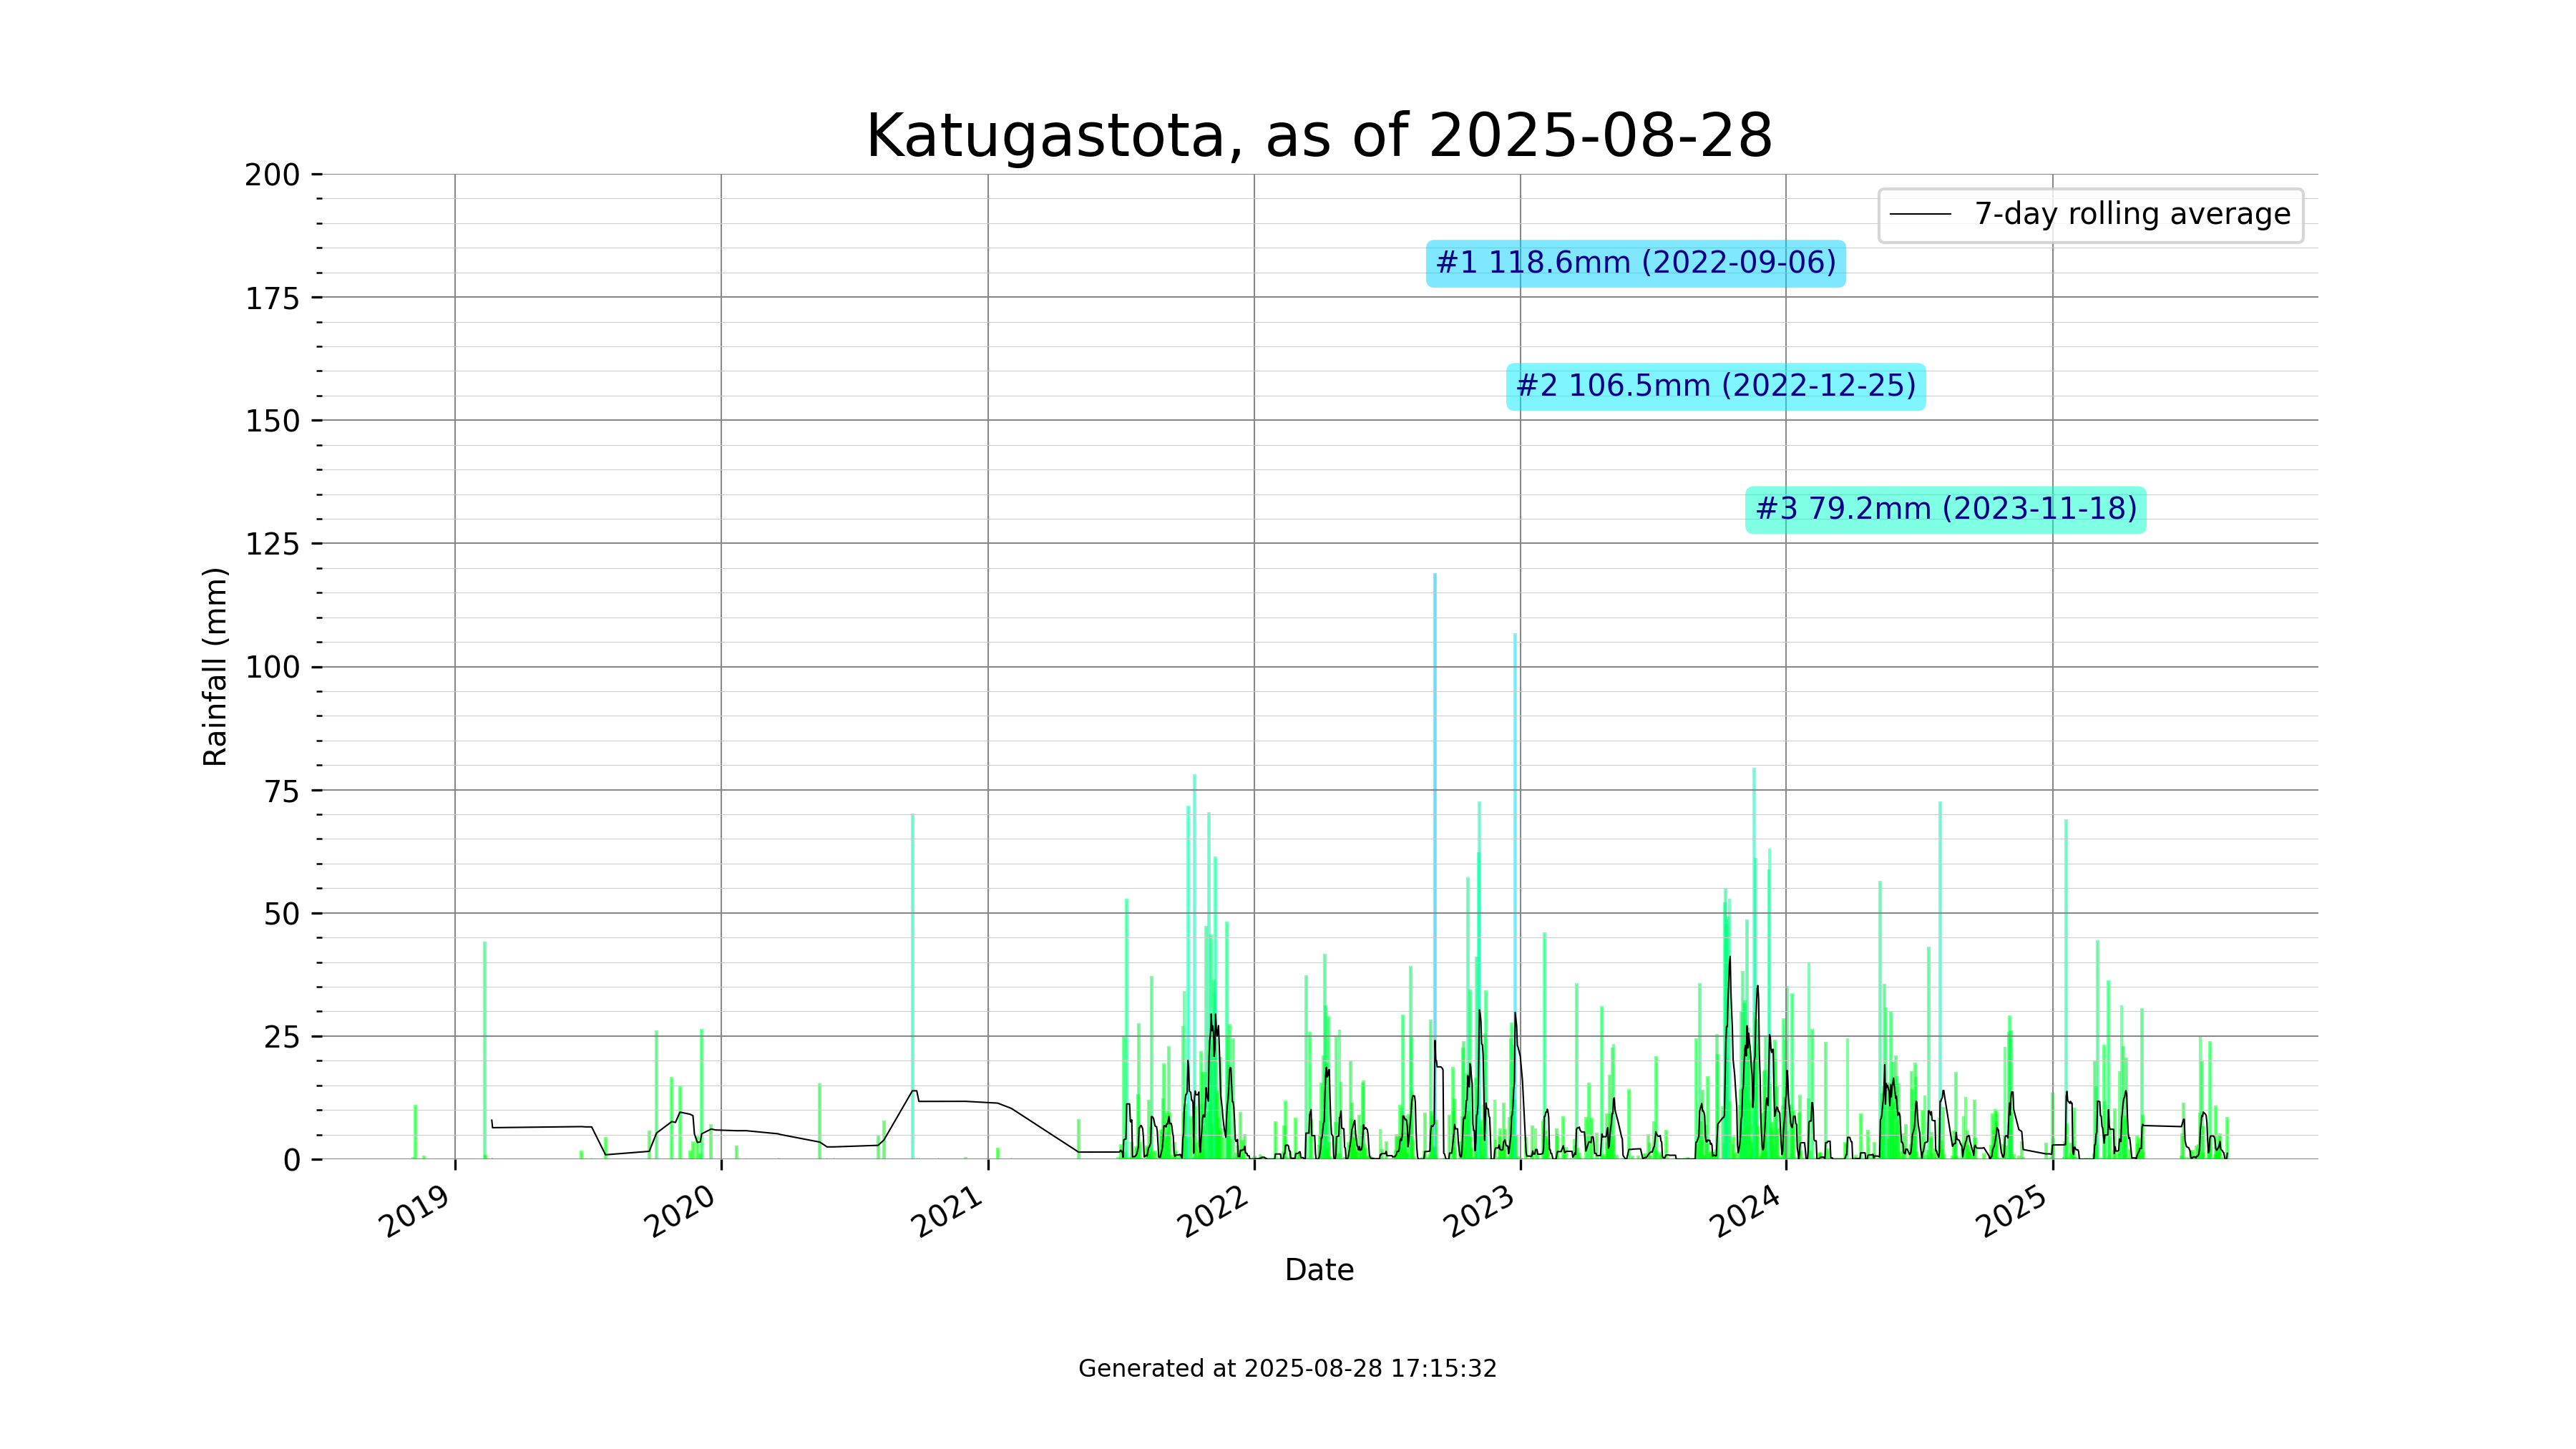 Katugastota, as of 2025-08-28
7-day rolling average
#1 118.6mm (2022-09-06)
#2 106.5mm (2022-12-25)
#3 79.2mm (2023-11-18)
200
175
150
125
100
75
50
25
0
Rainfall (mm)
2019
2020
2021
2022
2023
2024
2025
Date
Generated at 2025-08-28 17:15:32